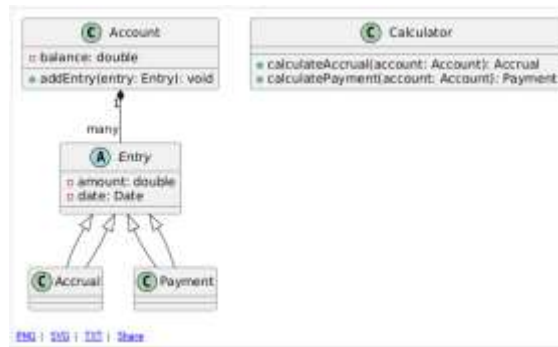 C Account
balance: double
addEntry(entry: Entry): void
1
many
A Entry
amount: double
date: Date
C Accrual
C Payment
C Calculator
calculateAccrual(account: Account): Accrual
calculatePayment(account: Account): Payment
PNG | SVG | TXT | Share